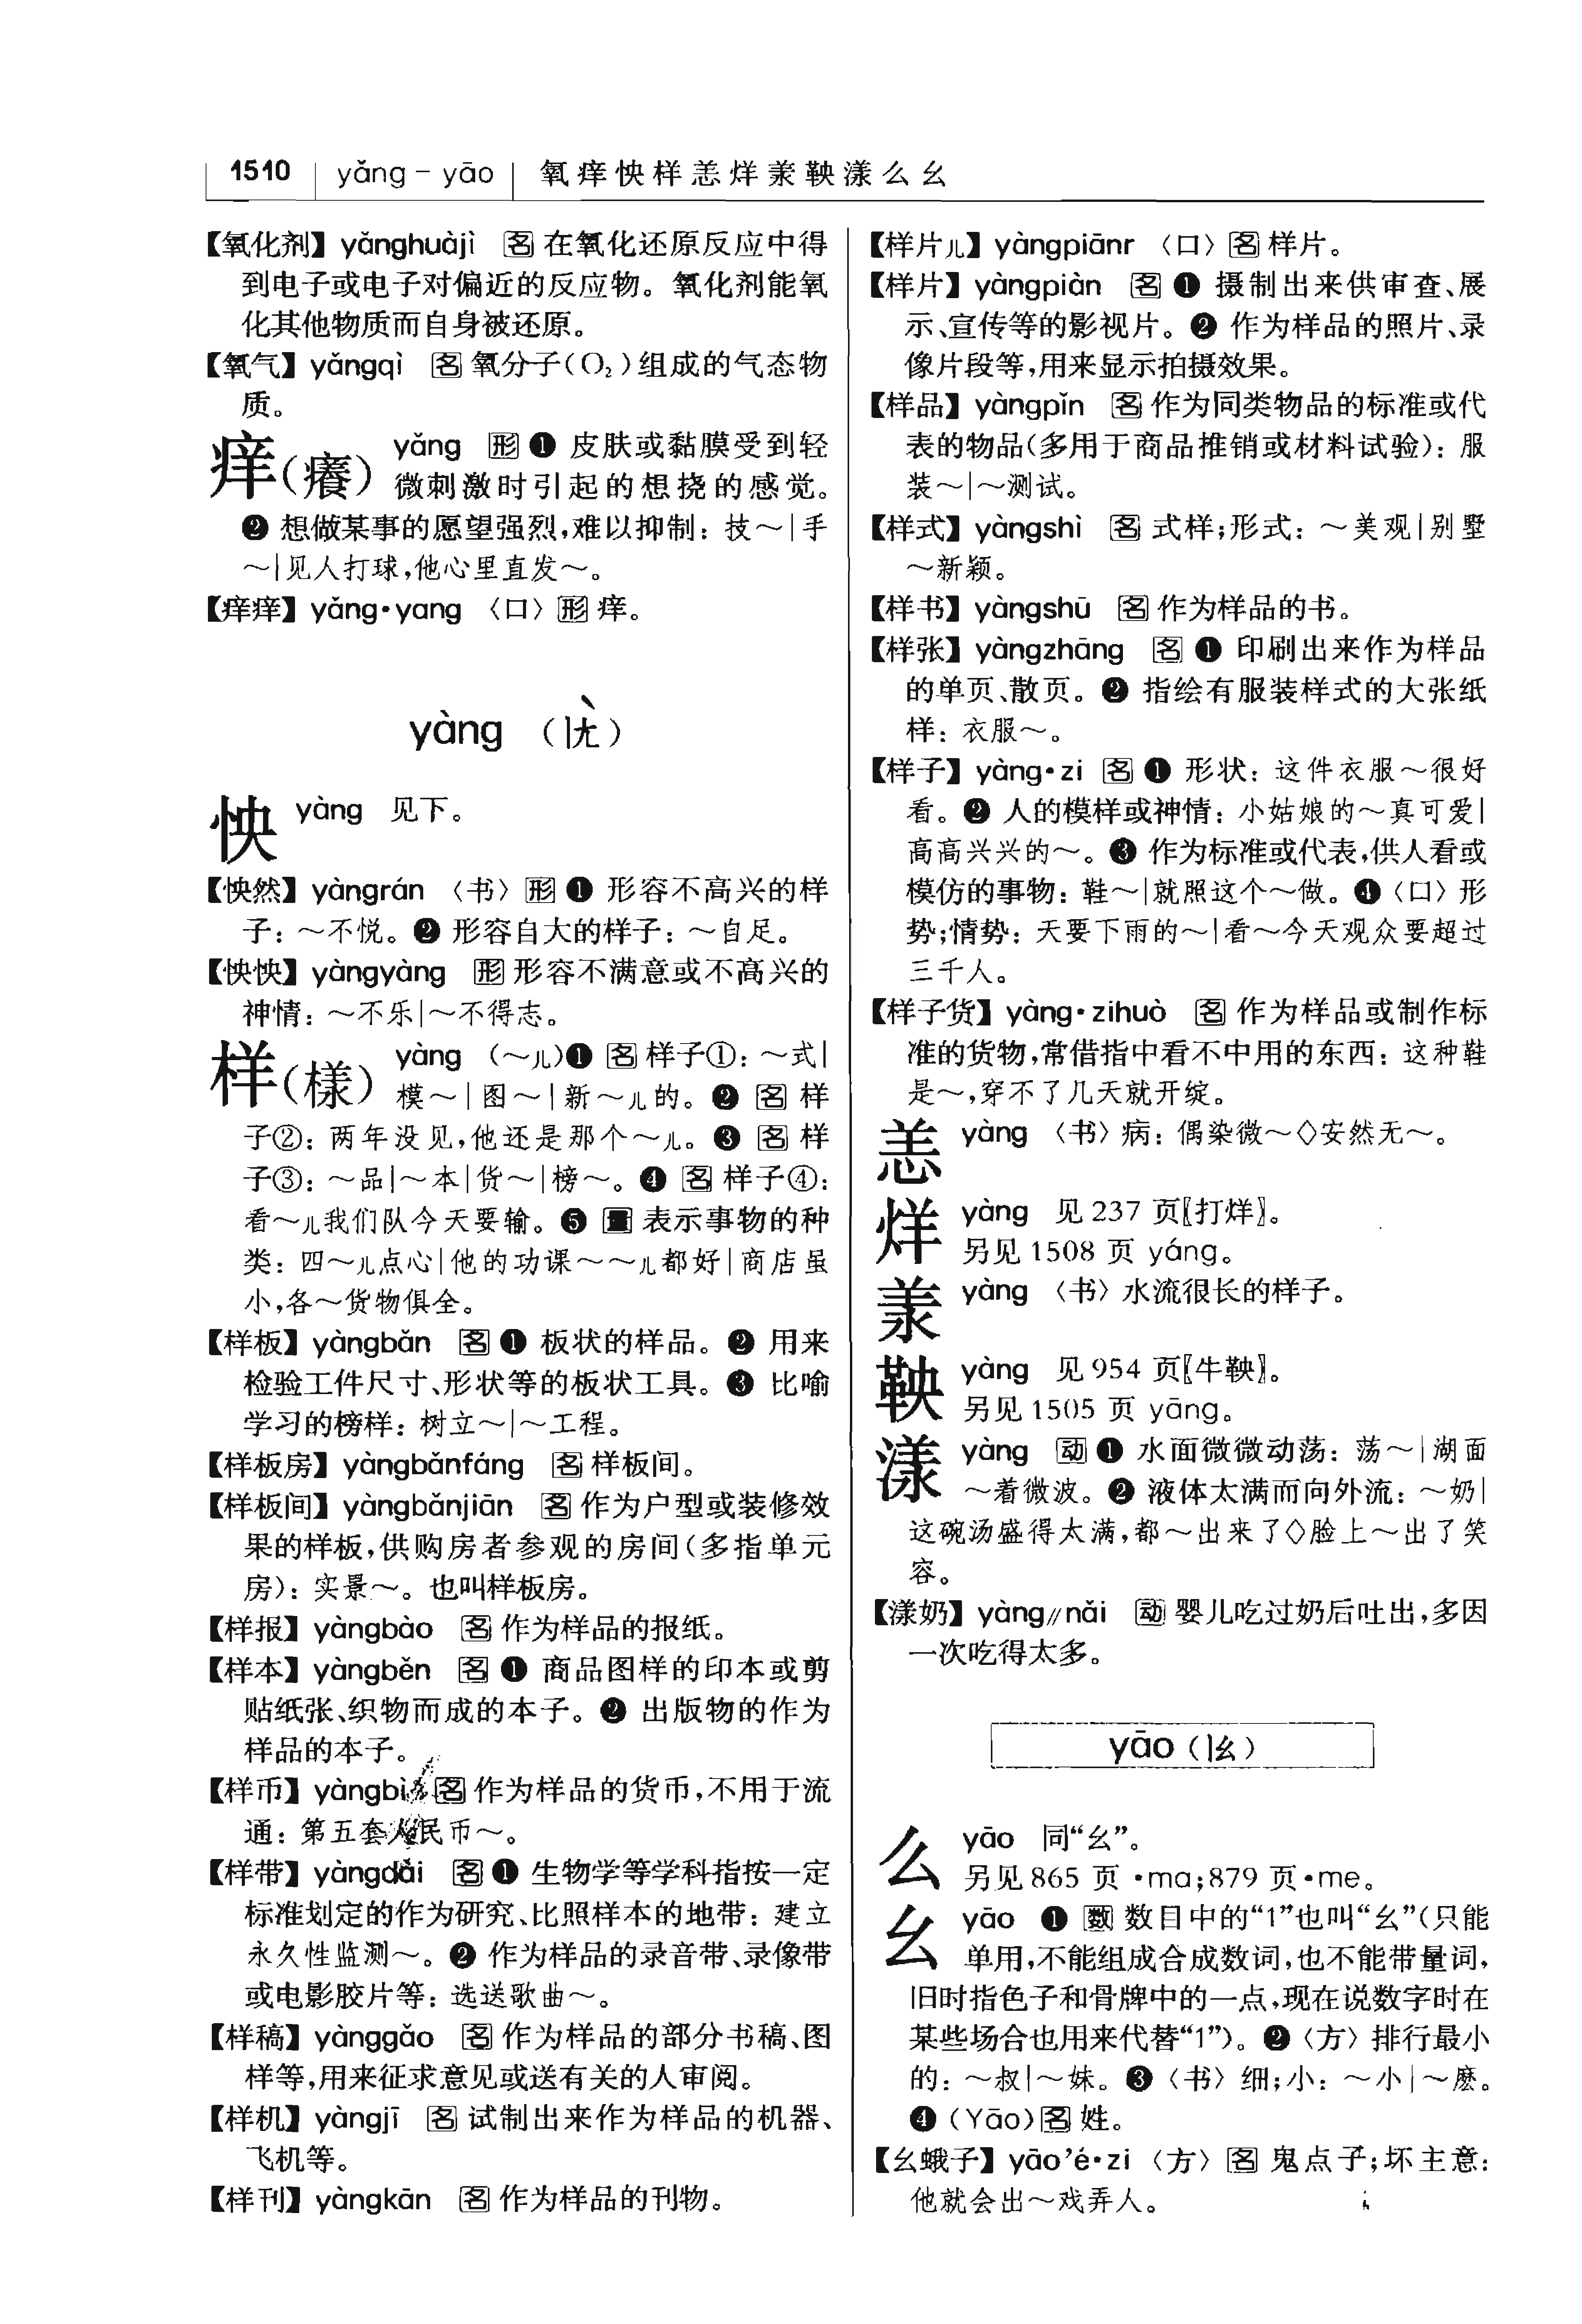 1510 yǎng – yāo 氧痒怏样恙烊羕鞅漾么幺
【氧化剂】 yǎnghuàjì 名 在氧化还原反应中得
到电子或电子对偏近的反应物。氧化剂能氧
化其他物质而自身被还原。
【氧气】 yǎngqì 名 氧分子(O₂)组成的气态物
质。
痒(癢) yǎng 形 ❶ 皮肤或黏膜受到轻
微刺激时引起的想挠的感觉。
❷ 想做某事的愿望强烈,难以抑制:技～|手
～|见人打球,他心里直发～。
【痒痒】 yǎng·yang 〈口〉 形 痒。
yàng (ㄧㄤˋ)
怏 yàng 见下。
【怏然】 yàngrán 〈书〉 形 ❶ 形容不高兴的样
子:～不悦。❷ 形容自大的样子:～自足。
【怏怏】 yàngyàng 形 形容不满意或不高兴的
神情:～不乐|～不得志。
样(樣) yàng (～儿)❶ 名 样子①:～式|
模～|图～|新～儿的。❷ 名 样
子②:两年没见,他还是那个～儿。❸ 名 样
子③:～品|～本|货～|榜～。❹ 名 样子④:
看～儿我们队今天要输。❺ 量 表示事物的种
类:四～儿点心|他的功课～～儿都好|商店虽
小,各～货物俱全。
【样板】 yàngbǎn 名 ❶ 板状的样品。❷ 用来
检验工件尺寸、形状等的板状工具。❸ 比喻
学习的榜样:树立～|～工程。
【样板房】 yàngbǎnfáng 名 样板间。
【样板间】 yàngbǎnjiān 名 作为户型或装修效
果的样板,供购房者参观的房间(多指单元
房):实景～。也叫样板房。
【样报】 yàngbào 名 作为样品的报纸。
【样本】 yàngběn 名 ❶ 商品图样的印本或剪
贴纸张、织物而成的本子。❷ 出版物的作为
样品的本子。
【样币】 yàngbì 名 作为样品的货币,不用于流
通:第五套人民币～。
【样带】 yàngdài 名 ❶ 生物学等学科指按一定
标准划定的作为研究、比照样本的地带:建立
永久性监测～。❷ 作为样品的录音带、录像带
或电影胶片等:选送歌曲～。
【样稿】 yànggǎo 名 作为样品的部分书稿、图
样等,用来征求意见或送有关的人审阅。
【样机】 yàngjī 名 试制出来作为样品的机器、
飞机等。
【样刊】 yàngkān 名 作为样品的刊物。
【样片儿】 yàngpiānr 〈口〉 名 样片。
【样片】 yàngpiàn 名 ❶ 摄制出来供审查、展
示、宣传等的影视片。❷ 作为样品的照片、录
像片段等,用来显示拍摄效果。
【样品】 yàngpǐn 名 作为同类物品的标准或代
表的物品(多用于商品推销或材料试验):服
装～|～测试。
【样式】 yàngshì 名 式样;形式:～美观|别墅
～新颖。
【样书】 yàngshū 名 作为样品的书。
【样张】 yàngzhāng 名 ❶ 印刷出来作为样品
的单页、散页。❷ 指绘有服装样式的大张纸
样:衣服～。
【样子】 yàng·zi 名 ❶ 形状:这件衣服～很好
看。❷ 人的模样或神情:小姑娘的～真可爱|
高高兴兴的～。❸ 作为标准或代表,供人看或
模仿的事物:鞋～|就照这个～做。❹〈口〉形
势;情势:天要下雨的～|看～今天观众要超过
三千人。
【样子货】 yàng·zihuò 名 作为样品或制作标
准的货物,常借指中看不中用的东西:这种鞋
是～,穿不了几天就开绽。
恙 yàng 〈书〉病:偶染微～◇安然无～。
烊 yàng 见237页〖打烊〗。
另见1508页 yáng。
羕 yàng 〈书〉水流很长的样子。
鞅 yàng 见954页〖牛鞅〗。
另见1505页 yāng。
漾 yàng 动 ❶ 水面微微动荡:荡～|湖面
～着微波。❷ 液体太满而向外流:～奶|
这碗汤盛得太满,都～出来了◇脸上～出了笑
容。
【漾奶】 yàng//nǎi 动 婴儿吃过奶后吐出,多因
一次吃得太多。
yāo (ㄧㄠ)
么 yāo 同“幺”。
另见865页 ·ma;879页·me。
幺 yāo ❶ 数 数目中的“1”也叫“幺”(只能
单用,不能组成合成数词,也不能带量词,
旧时指色子和骨牌中的一点,现在说数字时在
某些场合也用来代替“1”)。❷〈方〉排行最小
的:～叔|～妹。❸〈书〉细;小:～小|～麽。
❹ (Yāo)名 姓。
【幺蛾子】 yāo’é·zi 〈方〉 名 鬼点子;坏主意:
他就会出～戏弄人。